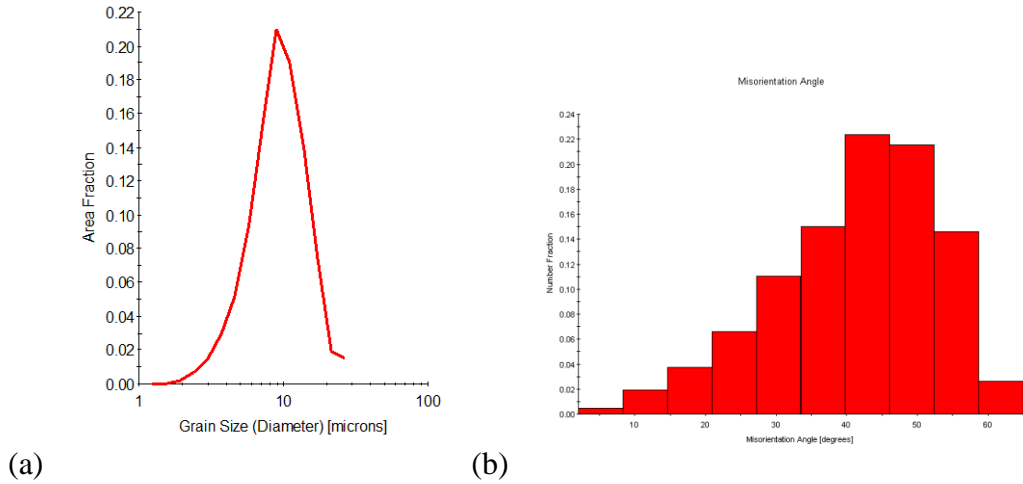 0.22
0.20
0.18
0.16
0.14
0.12
0.10
0.08
0.06
0.04
0.02
0.00
Area Fraction
1 10 100
Grain Size (Diameter) [microns]
(a)
Misorientation Angle
0.24
0.22
0.20
0.18
0.16
0.14
0.12
0.10
0.08
0.06
0.04
0.02
0.00
Number Fraction
10 20 30 40 50 60
Misorientation Angle [degrees]
(b)